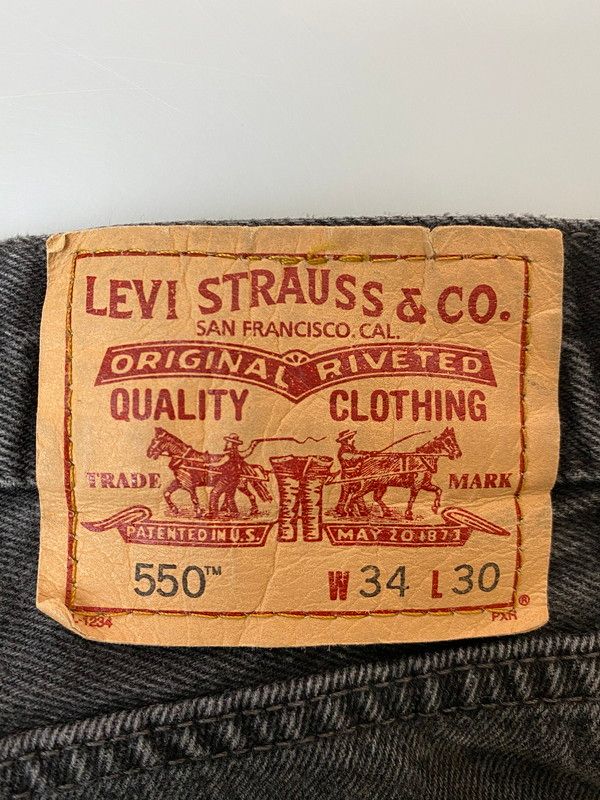 LEVI STRAUSS & CO.
SAN FRANCISCO. CAL.
ORIGINAL RIVETED
QUALITY CLOTHING
TRADE MARK
PATENTED IN U.S. MAY 20 1873
550™ W 34 L 30
L-1234 ®